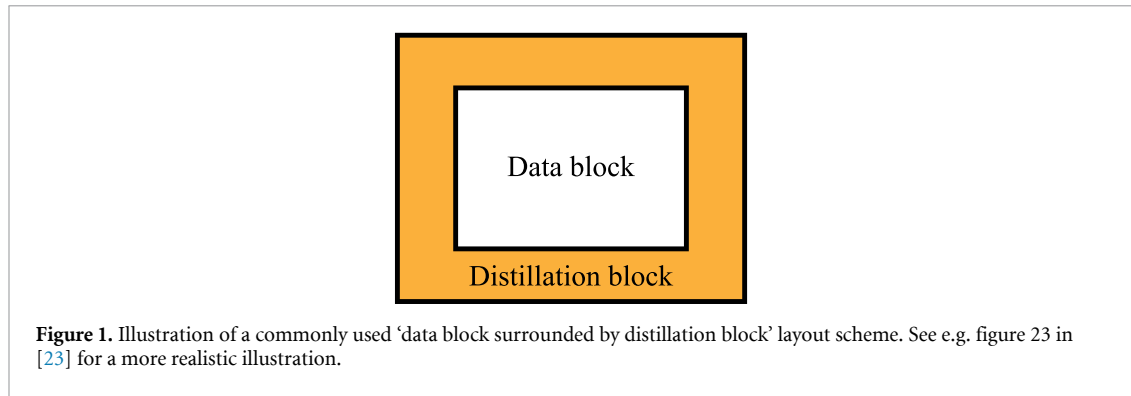 Data block
Distillation block
Figure 1. Illustration of a commonly used ‘data block surrounded by distillation block’ layout scheme. See e.g. figure 23 in
[23] for a more realistic illustration.